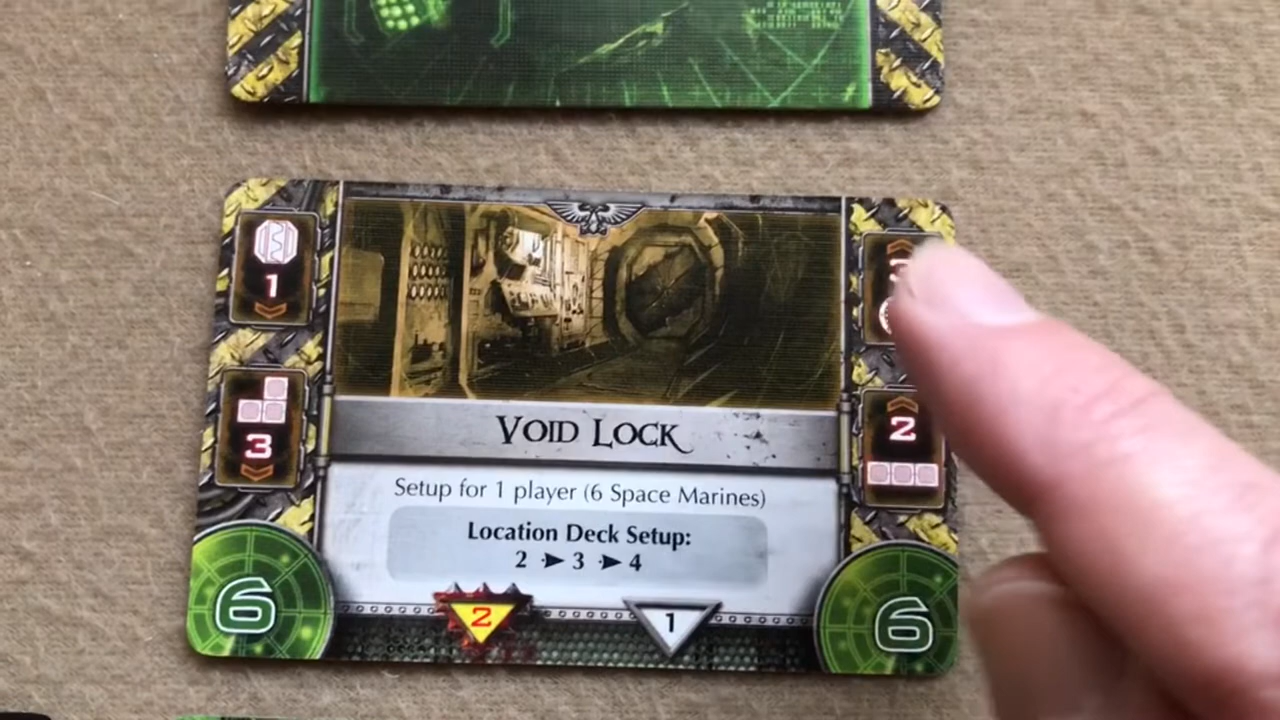 1
3
2
VOID LOCK
Setup for 1 player (6 Space Marines)
Location Deck Setup:
2 ➤ 3 ➤ 4
6
2
1
6